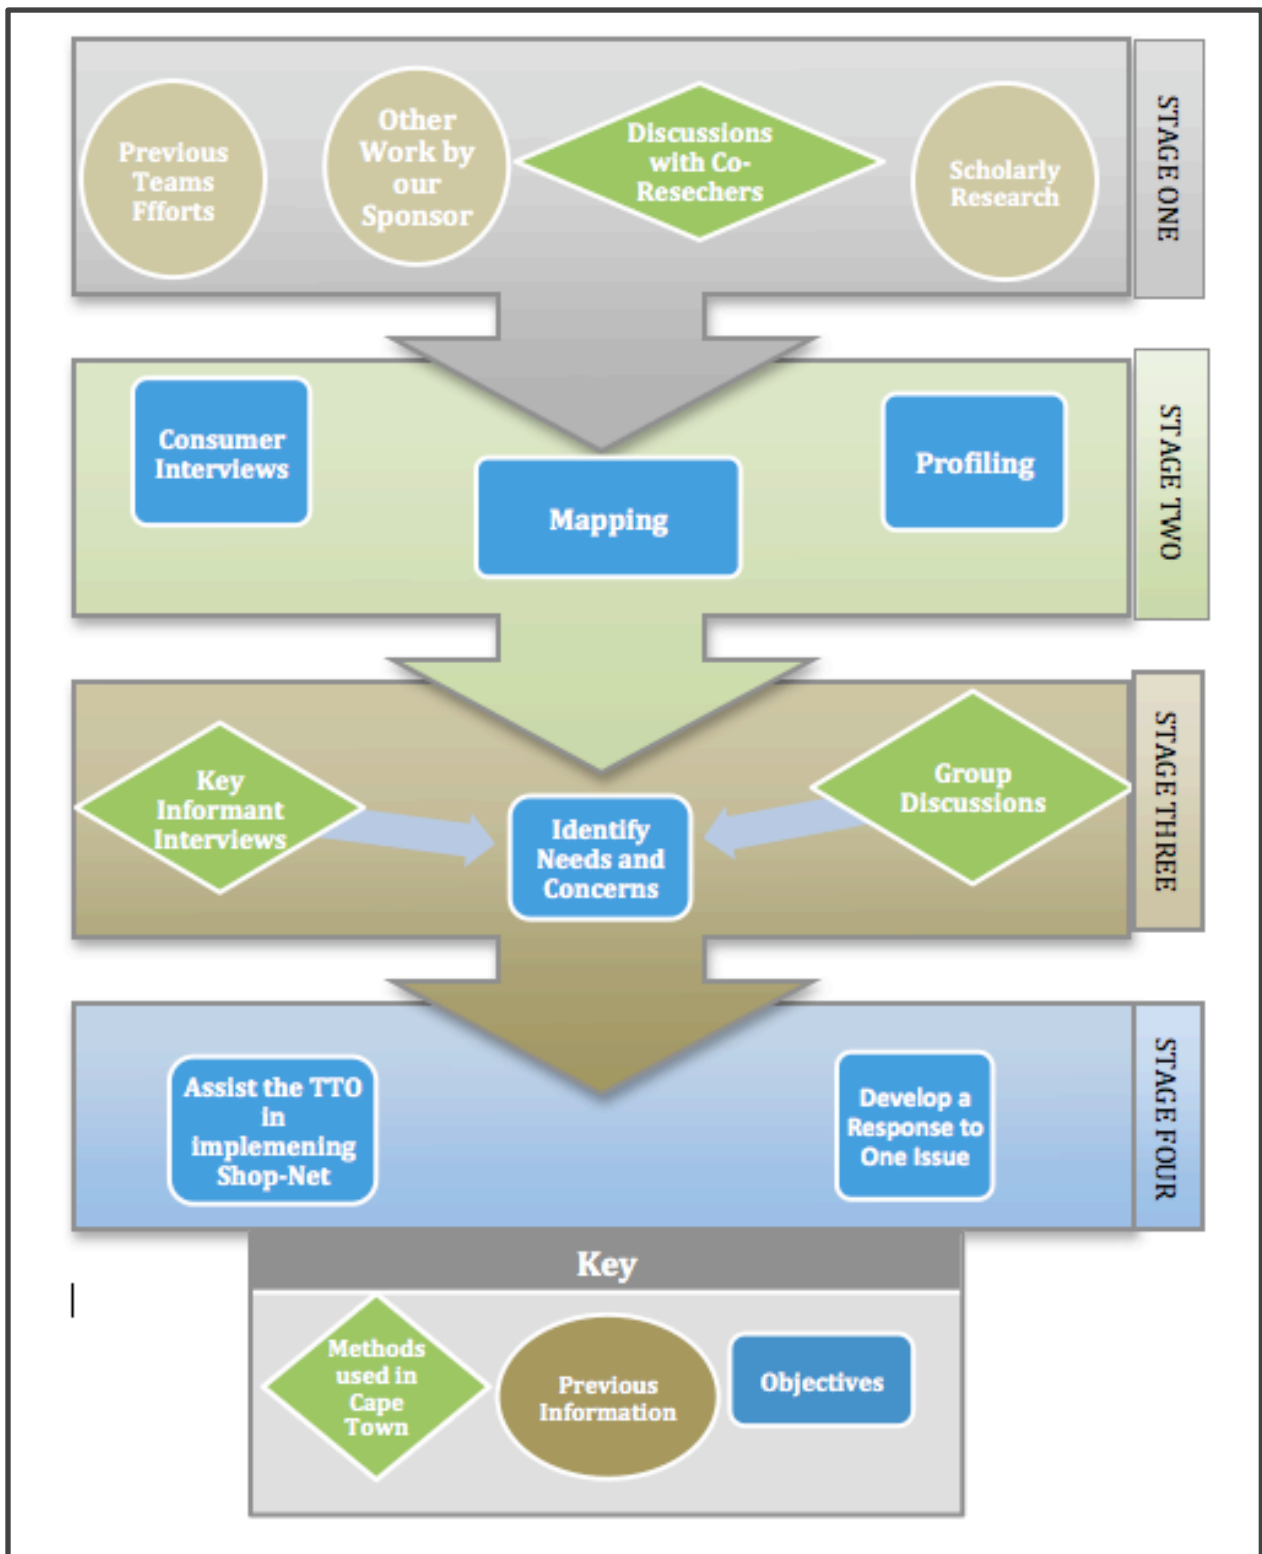 Previous
Teams
Ffforts
Other
Work by
our
Sponsor
Discussions
with Co-
Resechers
Scholarly
Research
STAGE ONE
Consumer
Interviews
Mapping
Profiling
STAGE TWO
Key
Informant
Interviews
Identify
Needs and
Concerns
Group
Discussions
STAGE THREE
Assist the TTO
in
implemening
Shop-Net
Develop a
Response to
One Issue
STAGE FOUR
Key
Methods
used in
Cape
Town
Previous
Information
Objectives